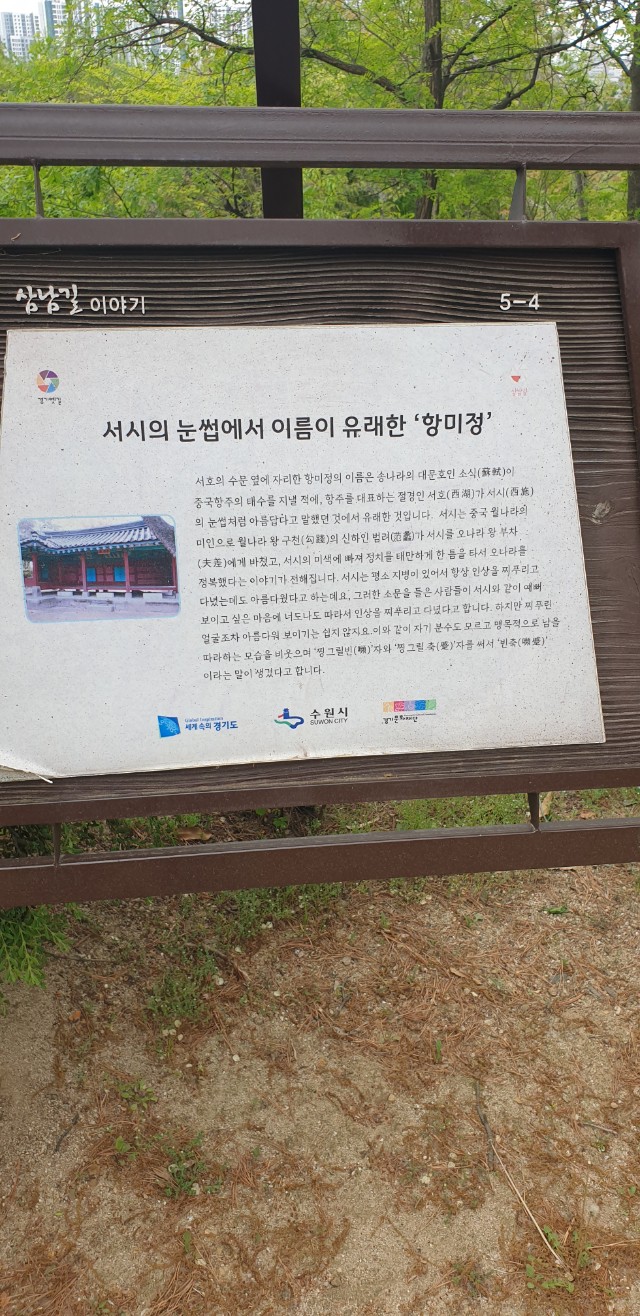 삼남길 이야기
5-4
경기옛길
삼남길
서시의 눈썹에서 이름이 유래한 ‘항미정’
서호의 수문 옆에 자리한 항미정의 이름은 송나라의 대문호인 소식(蘇軾)이
중국항주의 태수를 지낼 적에, 항주를 대표하는 절경인 서호(西湖)가 서시(西施)
의 눈썹처럼 아름답다고 말했던 것에서 유래한 것입니다. 서시는 중국 월나라의
미인으로 월나라 왕 구천(勾踐)의 신하인 범려(范蠡)가 서시를 오나라 왕 부차
(夫差)에게 바쳤고, 서시의 미색에 빠져 정치를 태만하게 한 틈을 타서 오나라를
정복했다는 이야기가 전해집니다. 서시는 평소 지병이 있어서 항상 인상을 찌푸리고
다녔는데도 아름다웠다고 하는데요, 그러한 소문을 들은 사람들이 서시와 같이 예뻐
보이고 싶은 마음에 너도나도 따라서 인상을 찌푸리고 다녔다고 합니다. 하지만 찌푸린
얼굴조차 아름다워 보이기는 쉽지 않지요.이와 같이 자기 분수도 모르고 맹목적으로 남을
따라하는 모습을 비웃으며 ‘찡그릴빈(嚬)’자와 ‘찡그릴 축(蹙)’자를 써서 ‘빈축(嚬蹙)’
이라는 말이 생겼다고 합니다.
Global Inspiration
세계 속의 경기도
수원시
SUWON CITY
경기문화재단